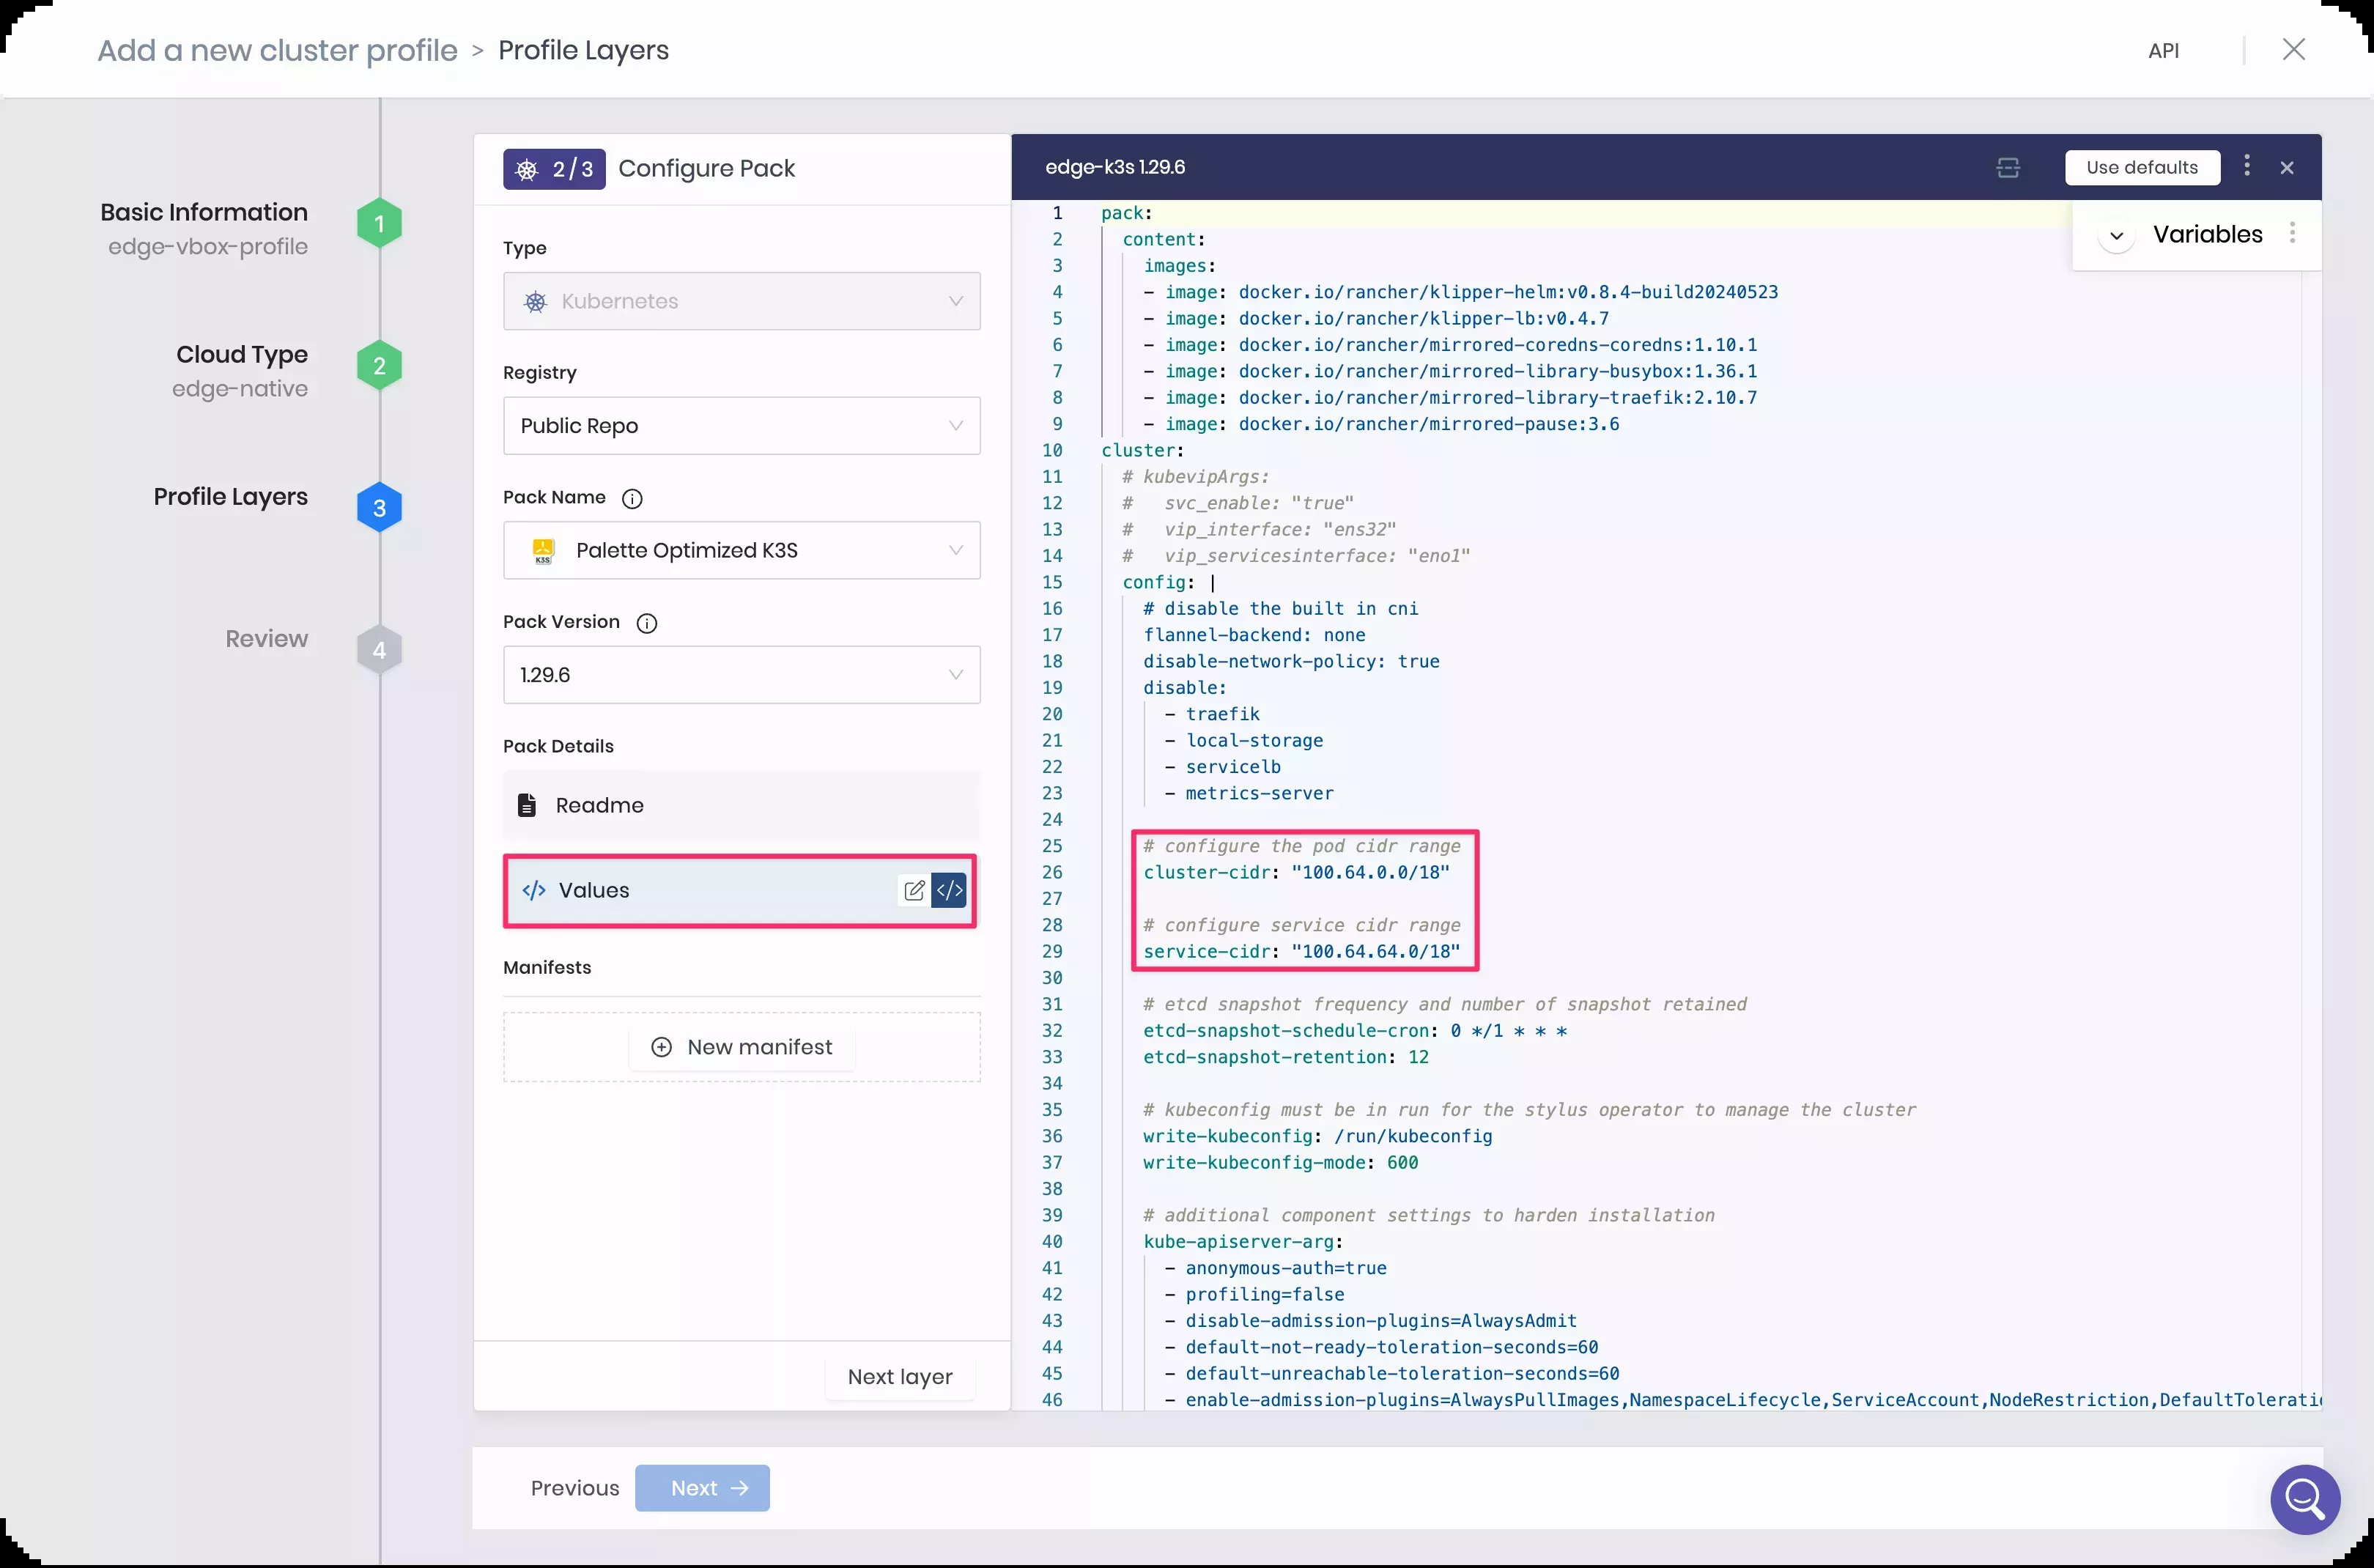 Add a new cluster profile > Profile Layers
API
Basic Information
edge-vbox-profile
1
Cloud Type
edge-native
2
Profile Layers
3
Review
4
2/3 Configure Pack
Type
Kubernetes
Registry
Public Repo
Pack Name
K3S Palette Optimized K3S
Pack Version
1.29.6
Pack Details
Readme
</> Values </>
Manifests
New manifest
Next layer
edge-k3s 1.29.6
Use defaults
Variables
1 pack:
2 content:
3 images:
4 - image: docker.io/rancher/klipper-helm:v0.8.4-build20240523
5 - image: docker.io/rancher/klipper-lb:v0.4.7
6 - image: docker.io/rancher/mirrored-coredns-coredns:1.10.1
7 - image: docker.io/rancher/mirrored-library-busybox:1.36.1
8 - image: docker.io/rancher/mirrored-library-traefik:2.10.7
9 - image: docker.io/rancher/mirrored-pause:3.6
10 cluster:
11 # kubevipArgs:
12 # svc_enable: "true"
13 # vip_interface: "ens32"
14 # vip_servicesinterface: "eno1"
15 config: |
16 # disable the built in cni
17 flannel-backend: none
18 disable-network-policy: true
19 disable:
20 - traefik
21 - local-storage
22 - servicelb
23 - metrics-server
24
25 # configure the pod cidr range
26 cluster-cidr: "100.64.0.0/18"
27
28 # configure service cidr range
29 service-cidr: "100.64.64.0/18"
30
31 # etcd snapshot frequency and number of snapshot retained
32 etcd-snapshot-schedule-cron: 0 */1 * * *
33 etcd-snapshot-retention: 12
34
35 # kubeconfig must be in run for the stylus operator to manage the cluster
36 write-kubeconfig: /run/kubeconfig
37 write-kubeconfig-mode: 600
38
39 # additional component settings to harden installation
40 kube-apiserver-arg:
41 - anonymous-auth=true
42 - profiling=false
43 - disable-admission-plugins=AlwaysAdmit
44 - default-not-ready-toleration-seconds=60
45 - default-unreachable-toleration-seconds=60
46 - enable-admission-plugins=AlwaysPullImages,NamespaceLifecycle,ServiceAccount,NodeRestriction,DefaultTolerati
Previous
Next →